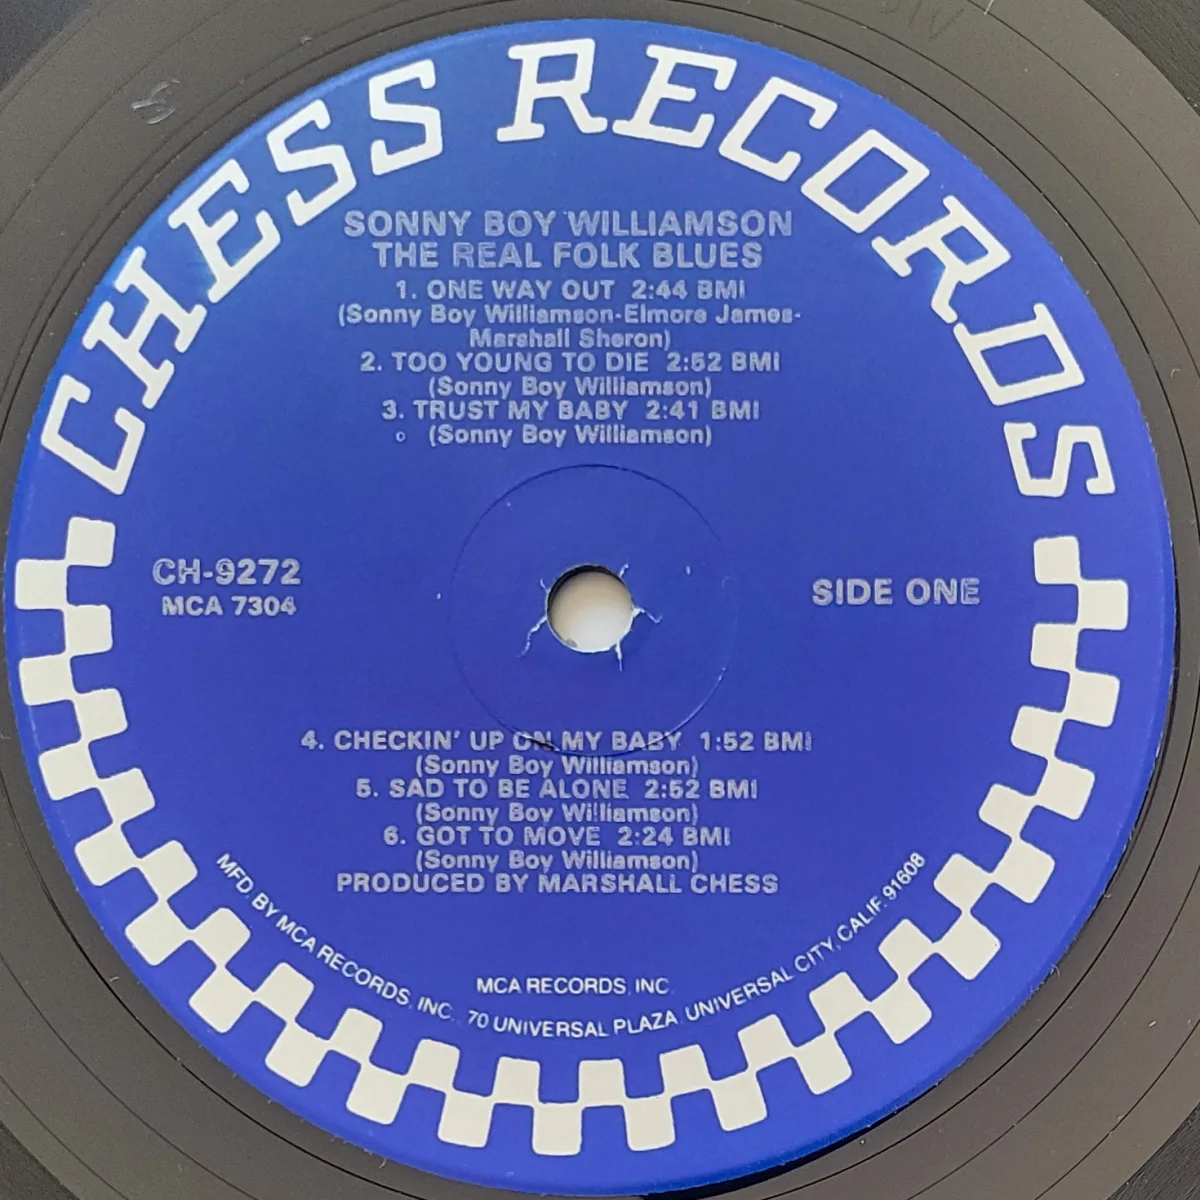 CHESS RECORDS
SONNY BOY WILLIAMSON
THE REAL FOLK BLUES
1. ONE WAY OUT 2:44 BMI
(Sonny Boy Williamson-Elmore James-
Marshall Sheron)
2. TOO YOUNG TO DIE 2:52 BMI
(Sonny Boy Williamson)
3. TRUST MY BABY 2:41 BMI
(Sonny Boy Williamson)
CH-9272
MCA 7304
SIDE ONE
4. CHECKIN' UP ON MY BABY 1:52 BMI
(Sonny Boy Williamson)
5. SAD TO BE ALONE 2:52 BMI
(Sonny Boy Williamson)
6. GOT TO MOVE 2:24 BMI
(Sonny Boy Williamson)
PRODUCED BY MARSHALL CHESS
MCA RECORDS, INC.
MFD. BY MCA RECORDS, INC., 70 UNIVERSAL PLAZA, UNIVERSAL CITY, CALIF. 91608